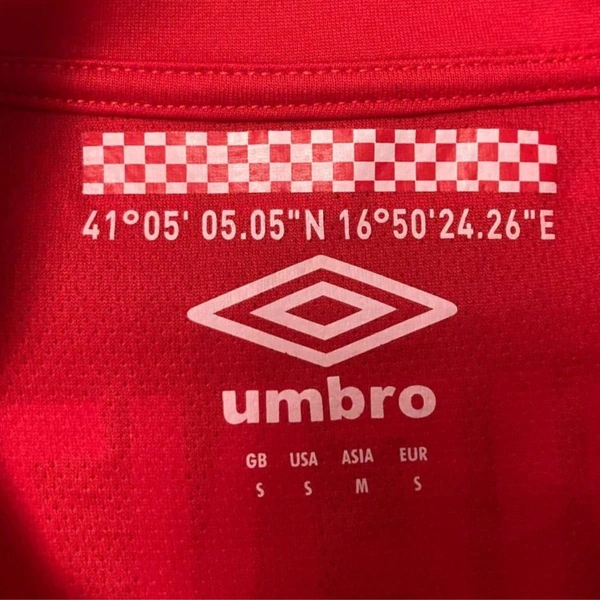 41°05' 05.05"N 16°50'24.26"E
umbro
GB USA ASIA EUR
S S M S